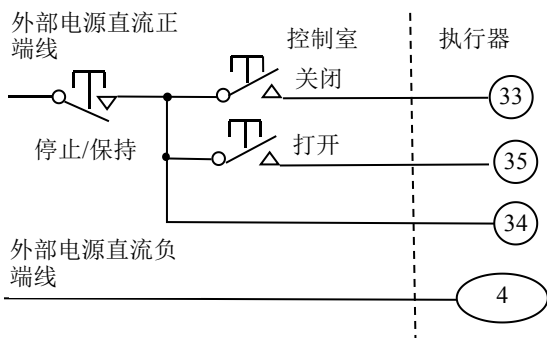 外部电源直流正
端线
控制室
执行器
关闭
33
停止/保持
打开
35
34
外部电源直流负
端线
4